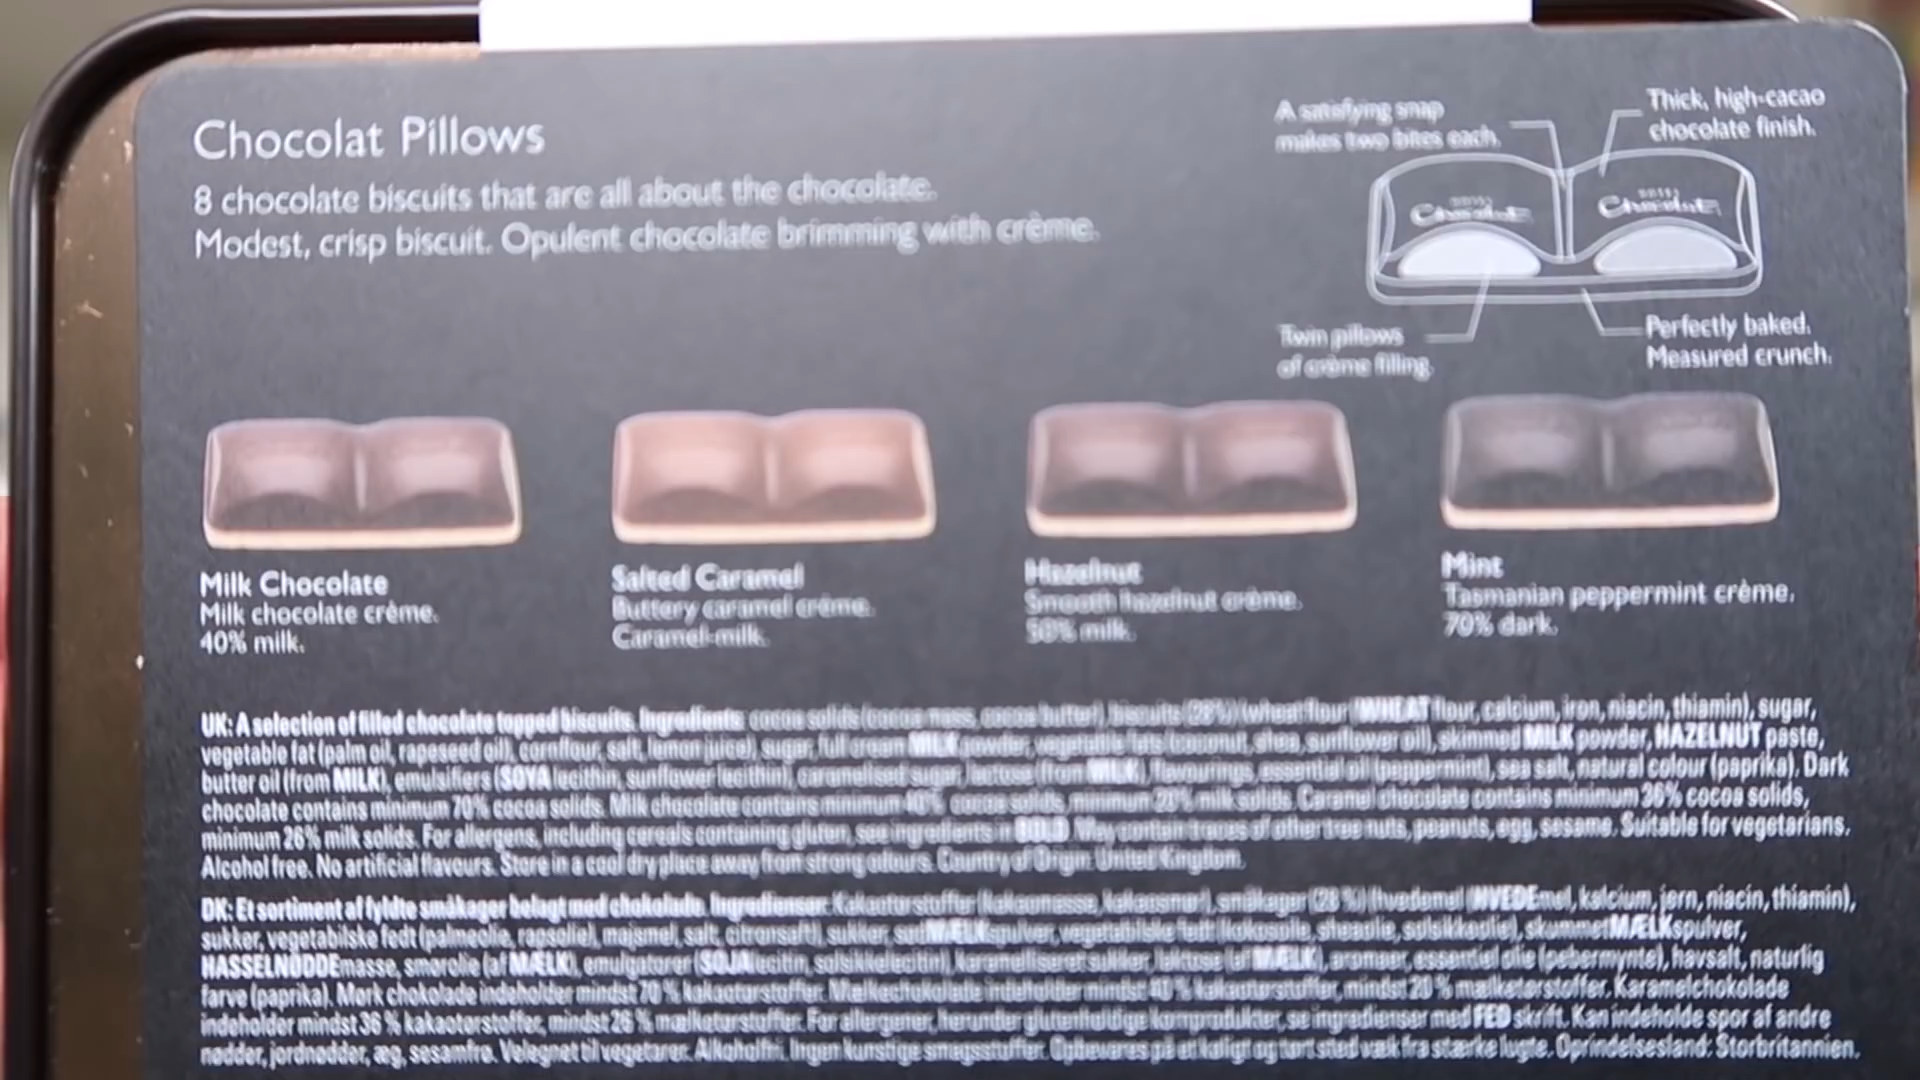 Chocolat Pillows
8 chocolate biscuits that are all about the chocolate.
Modest, crisp biscuit. Opulent chocolate brimming with crème.
A satisfying snap
makes two bites each.
Thick, high-cacao
chocolate finish.
Chocolat
Chocolat
Twin pillows
of crème filling.
Perfectly baked.
Measured crunch.
Milk Chocolate
Milk chocolate crème.
40% milk.
Salted Caramel
Buttery caramel crème.
Caramel-milk.
Hazelnut
Smooth hazelnut crème.
50% milk.
Mint
Tasmanian peppermint crème.
70% dark.
UK: A selection of filled chocolate topped biscuits. Ingredients: cocoa solids (cocoa mass, cocoa butter), biscuits (28%) (wheat flour (WHEAT flour, calcium, iron, niacin, thiamin), sugar,
vegetable fat (palm oil, rapeseed oil), cornflour, salt, lemon juice), sugar, full cream MILK powder, vegetable fats (coconut, shea, sunflower oil), skimmed MILK powder, HAZELNUT paste,
butter oil (from MILK), emulsifiers (SOYA lecithin, sunflower lecithin), caramelised sugar, lactose (from MILK), flavourings, essential oil (peppermint), sea salt, natural colour (paprika). Dark
chocolate contains minimum 70% cocoa solids. Milk chocolate contains minimum 40% cocoa solids, minimum 20% milk solids. Caramel chocolate contains minimum 36% cocoa solids,
minimum 26% milk solids. For allergens, including cereals containing gluten, see ingredients in BOLD. May contain traces of other tree nuts, peanuts, egg, sesame. Suitable for vegetarians.
Alcohol free. No artificial flavours. Store in a cool dry place away from strong odours. Country of Origin: United Kingdom.
DK: Et sortiment af fyldte småkager belagt med chokolade. Ingredienser: Kakaotørstoffer (kakaomasse, kakaosmør), småkager (28 %) (hvedemel (HVEDEmel, kalcium, jern, niacin, thiamin),
sukker, vegetabilske fedt (palmeolie, rapsolie), majsmel, salt, citronsaft), sukker, sødMÆLKspulver, vegetabilske fedt (kokosolie, sheaolie, solsikkeolie), skummetMÆLKspulver,
HASSELNØDDEmasse, smørolie (af MÆLK), emulgatorer (SOJAlecitin, solsikkelecitin), karamelliseret sukker, laktose (af MÆLK), aromaer, essentiel olie (pebermynte), havsalt, naturlig
farve (paprika). Mørk chokolade indeholder mindst 70 % kakaotørstoffer. Mælkechokolade indeholder mindst 40 % kakaotørstoffer, mindst 20 % mælketørstoffer. Karamelchokolade
indeholder mindst 36 % kakaotørstoffer, mindst 26 % mælketørstoffer. For allergener, herunder glutenholdige kornprodukter, se ingredienser med FED skrift. Kan indeholde spor af andre
nødder, jordnødder, æg, sesamfrø. Velegnet til vegetarer. Alkoholfri. Ingen kunstige smagsstoffer. Opbevares på et køligt og tørt sted væk fra stærke lugte. Oprindelsesland: Storbritannien.